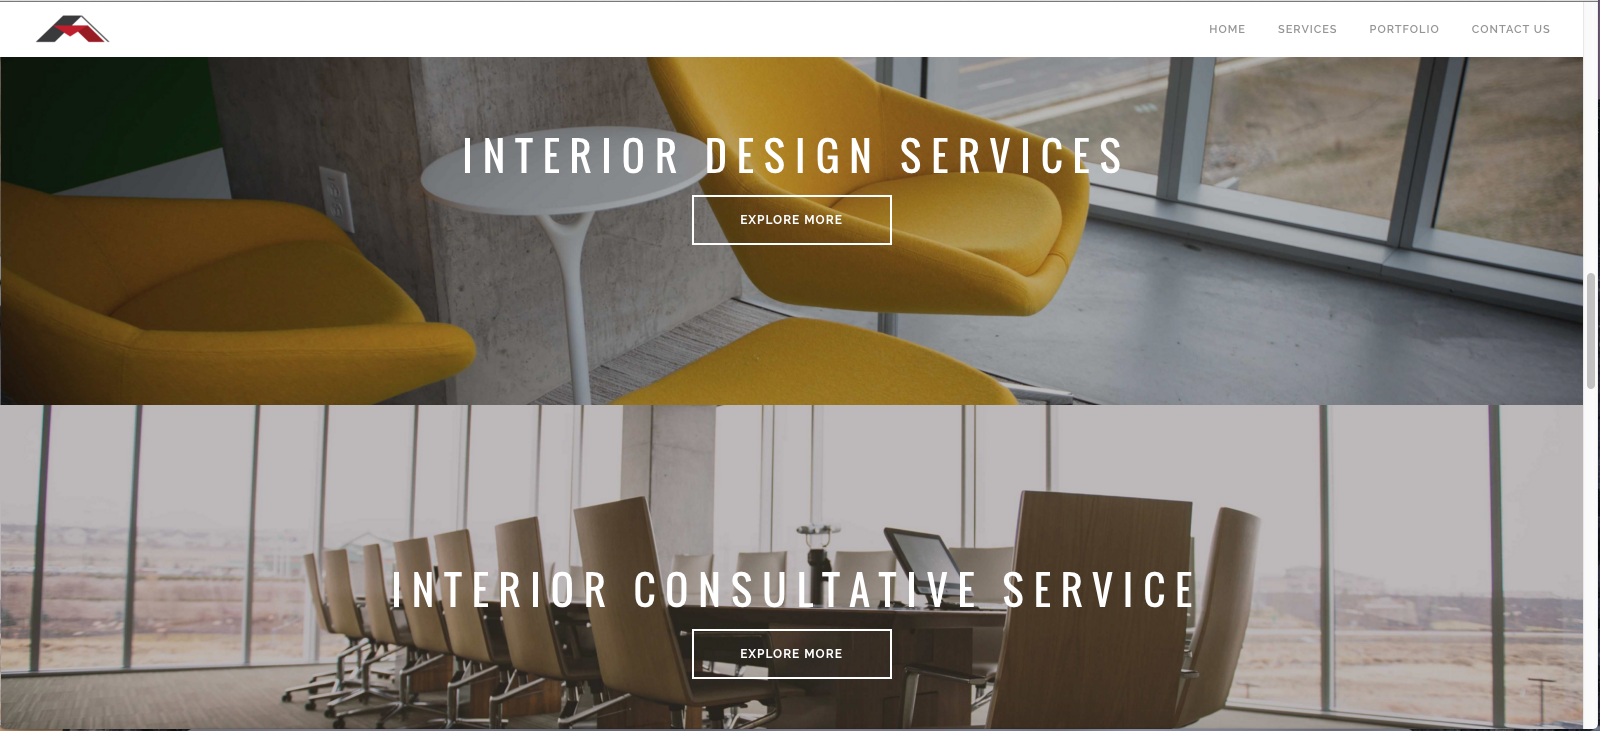 HOME
SERVICES
PORTFOLIO
CONTACT US
INTERIOR DESIGN SERVICES
EXPLORE MORE
INTERIOR CONSULTATIVE SERVICE
EXPLORE MORE